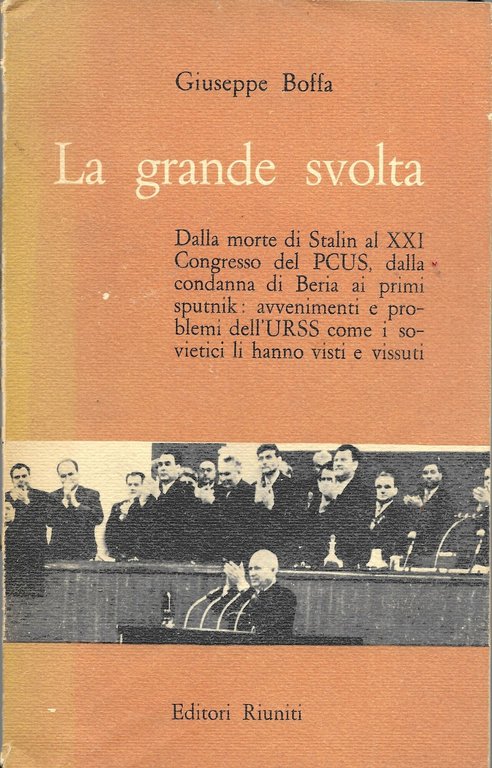 Giuseppe Boffa
La grande svolta
Dalla morte di Stalin al XXI
Congresso del PCUS, dalla
condanna di Beria ai primi
sputnik: avvenimenti e pro-
blemi dell'URSS come i so-
vietici li hanno visti e vissuti
Editori Riuniti